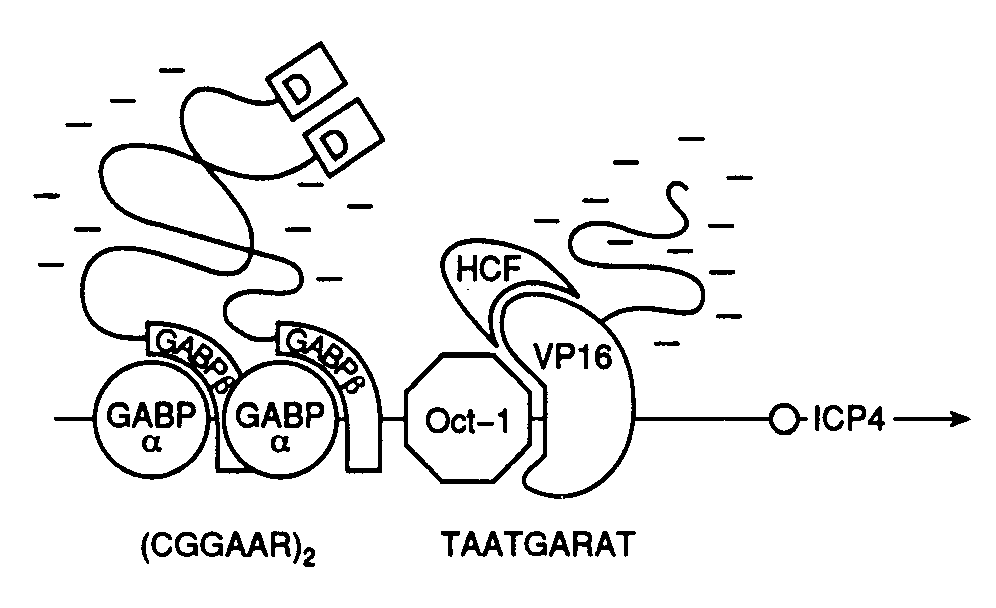 D
D
HCF
GABPβ
GABPβ
VP16
GABP
α
GABP
α
Oct-1
ICP4
(CGGAAR)₂
TAATGARAT